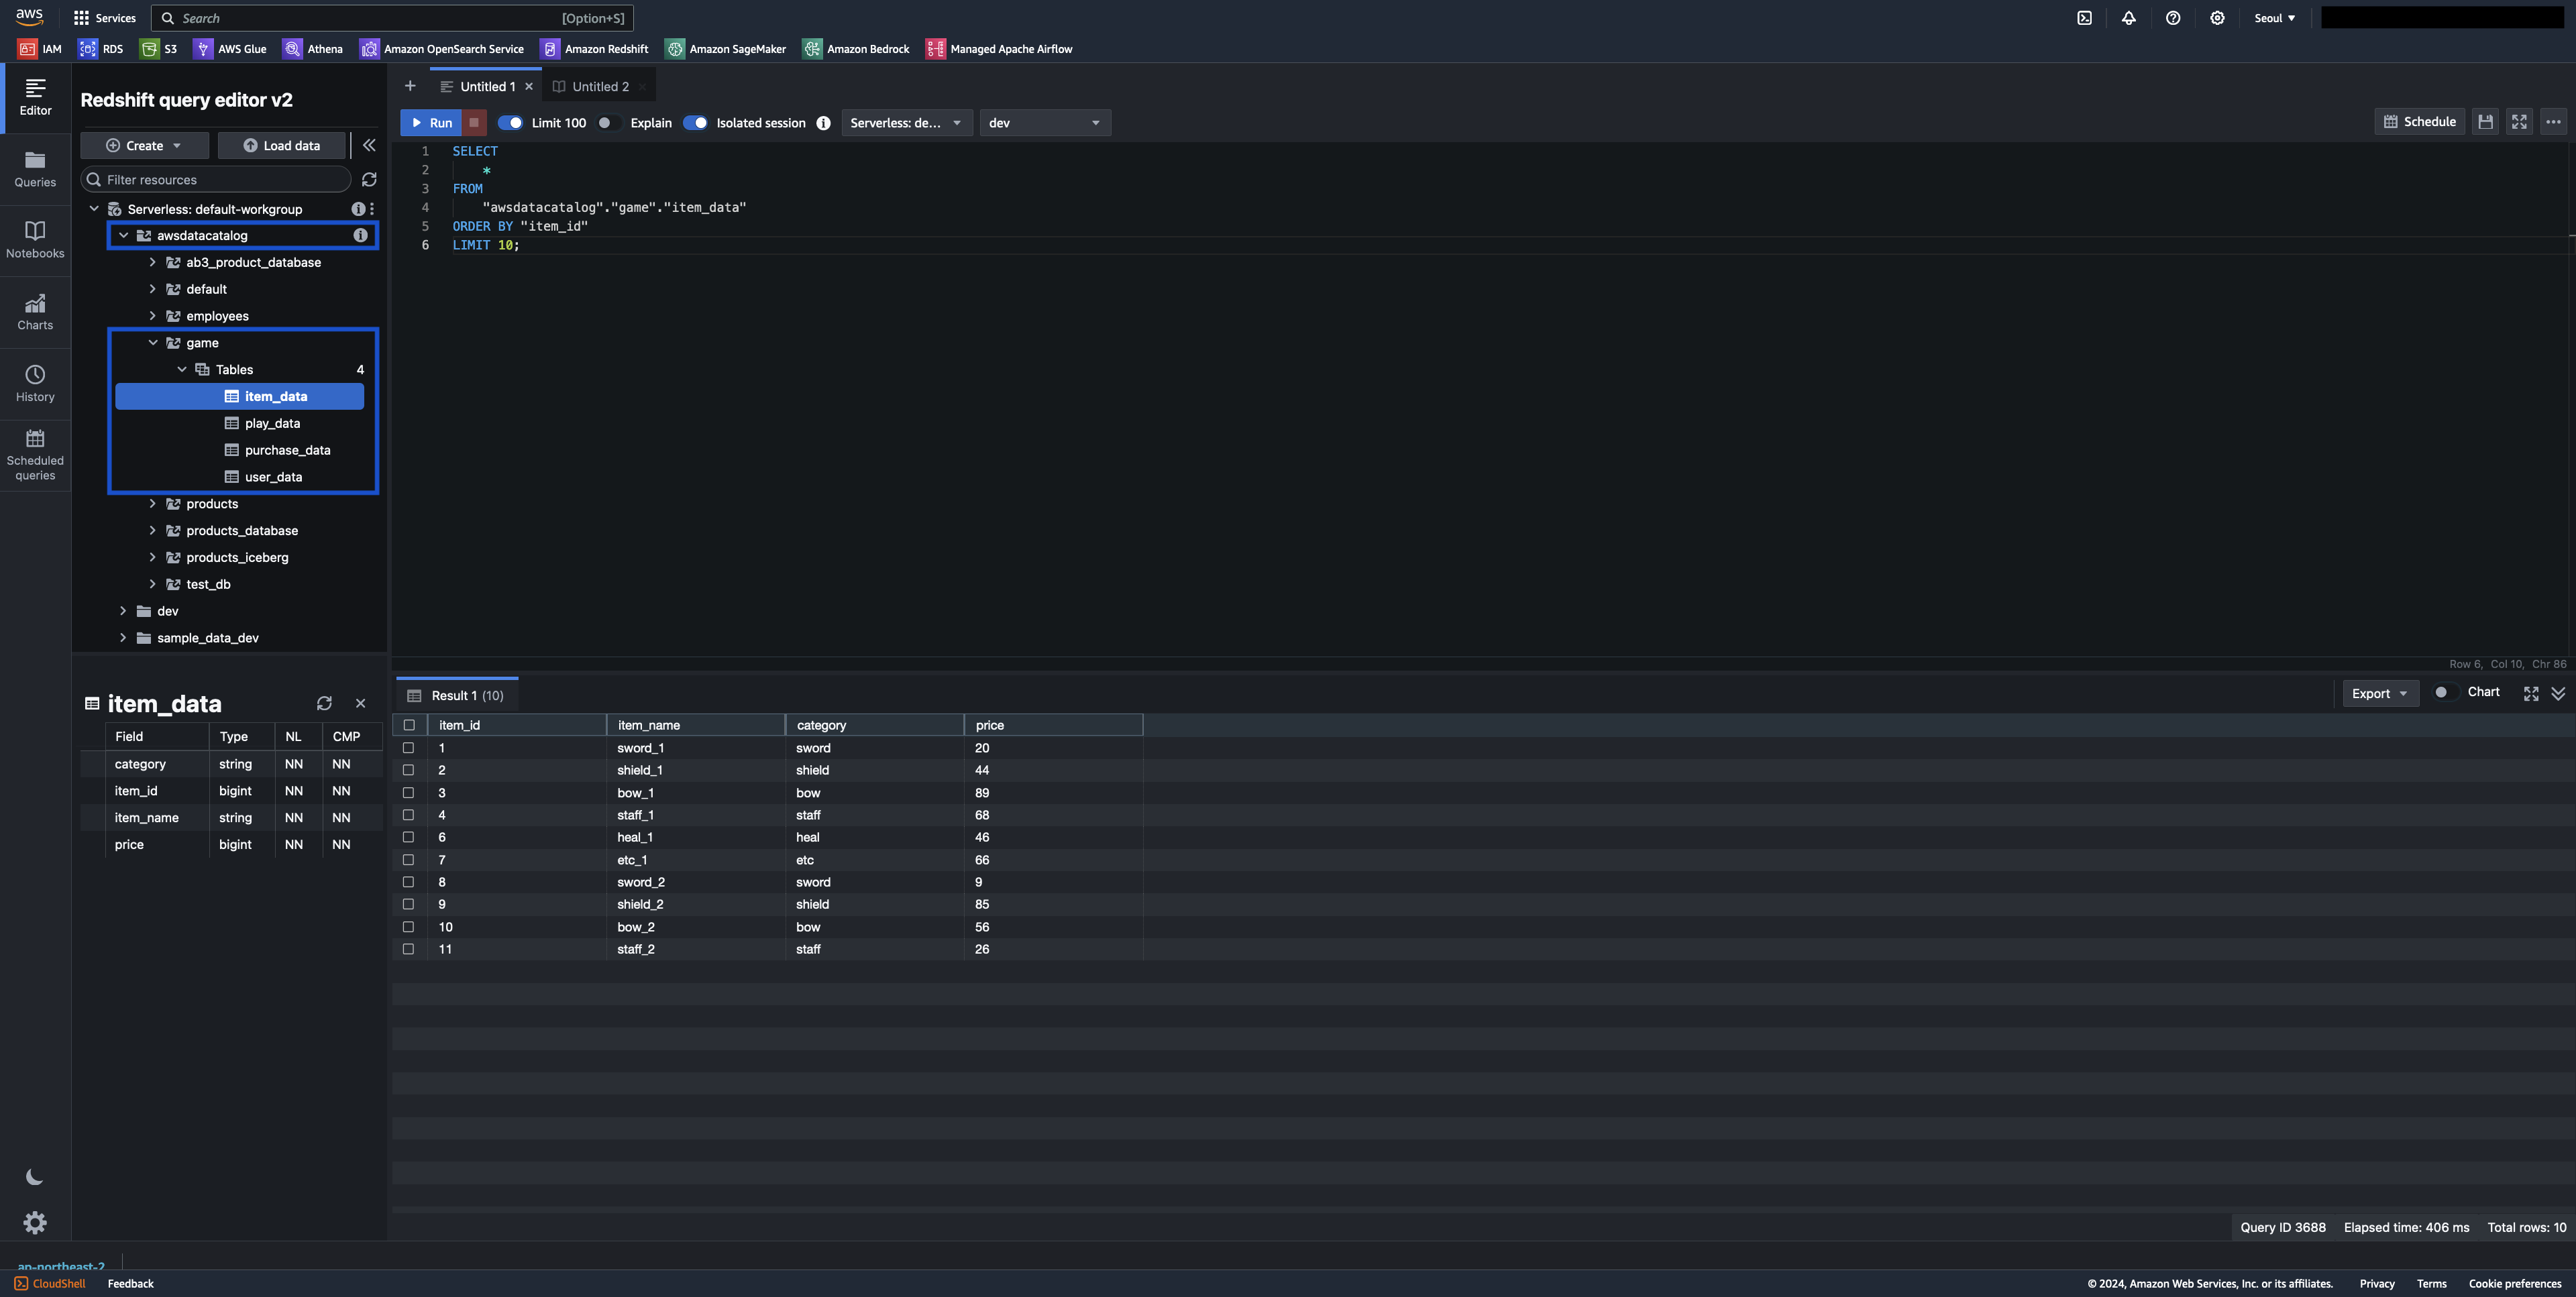 aws
Services
Search
[Option+S]
Seoul
IAM
RDS
S3
AWS Glue
Athena
Amazon OpenSearch Service
Amazon Redshift
Amazon SageMaker
Amazon Bedrock
Managed Apache Airflow
Editor
Queries
Notebooks
Charts
History
Scheduled
queries
Redshift query editor v2
Create
Load data
Filter resources
Serverless: default-workgroup
awsdatacatalog
ab3_product_database
default
employees
game
Tables 4
item_data
play_data
purchase_data
user_data
products
products_database
products_iceberg
test_db
dev
sample_data_dev
item_data
Field Type NL CMP
category string NN NN
item_id bigint NN NN
item_name string NN NN
price bigint NN NN
Untitled 1
Untitled 2
Run
Limit 100
Explain
Isolated session
Serverless: de...
dev
Schedule
1 SELECT
2 *
3 FROM
4 "awsdatacatalog"."game"."item_data"
5 ORDER BY "item_id"
6 LIMIT 10;
Row 6, Col 10, Chr 86
Result 1 (10)
Export
Chart
item_id item_name category price
1 sword_1 sword 20
2 shield_1 shield 44
3 bow_1 bow 89
4 staff_1 staff 68
6 heal_1 heal 46
7 etc_1 etc 66
8 sword_2 sword 9
9 shield_2 shield 85
10 bow_2 bow 56
11 staff_2 staff 26
Query ID 3688 Elapsed time: 406 ms Total rows: 10
ap-northeast-2
CloudShell
Feedback
© 2024, Amazon Web Services, Inc. or its affiliates.
Privacy
Terms
Cookie preferences